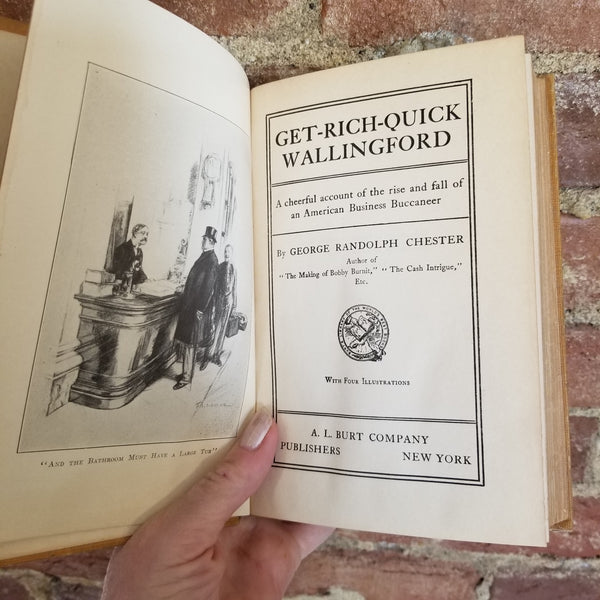 "And the Bathroom Must Have a Large Tub"
GET-RICH-QUICK
WALLINGFORD
A cheerful account of the rise and fall of
an American Business Buccaneer
By GEORGE RANDOLPH CHESTER
Author of
"The Making of Bobby Burnit," "The Cash Intrigue,"
Etc.
With Four Illustrations
A. L. BURT COMPANY
PUBLISHERS NEW YORK